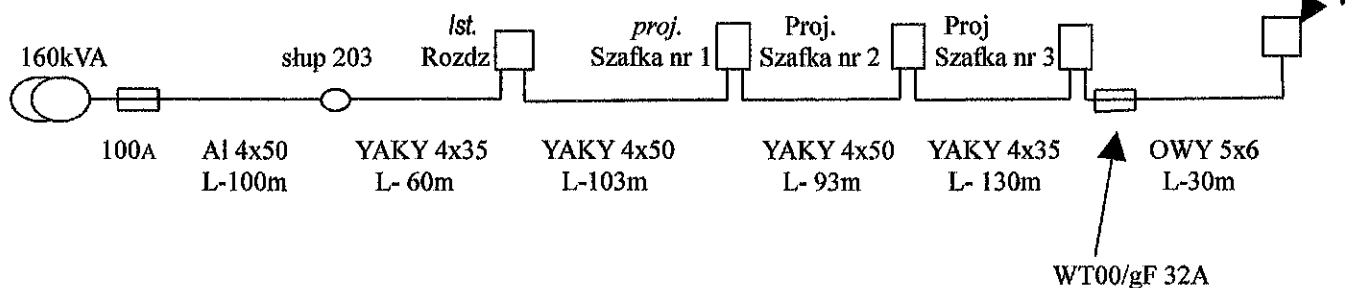 Ist.
Rozdz
proj.
Szafka nr 1
Proj.
Szafka nr 2
Proj
Szafka nr 3
160kVA
słup 203
100A
Al 4x50
L-100m
YAKY 4x35
L- 60m
YAKY 4x50
L-103m
YAKY 4x50
L- 93m
YAKY 4x35
L- 130m
OWY 5x6
L-30m
WT00/gF 32A